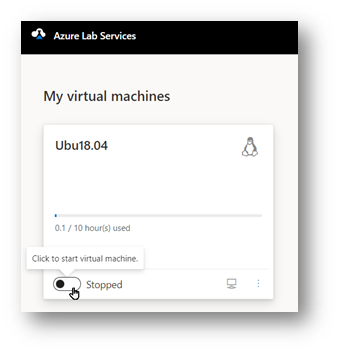 Azure Lab Services
My virtual machines
Ubu18.04
0.1 / 10 hour(s) used
Click to start virtual machine.
Stopped